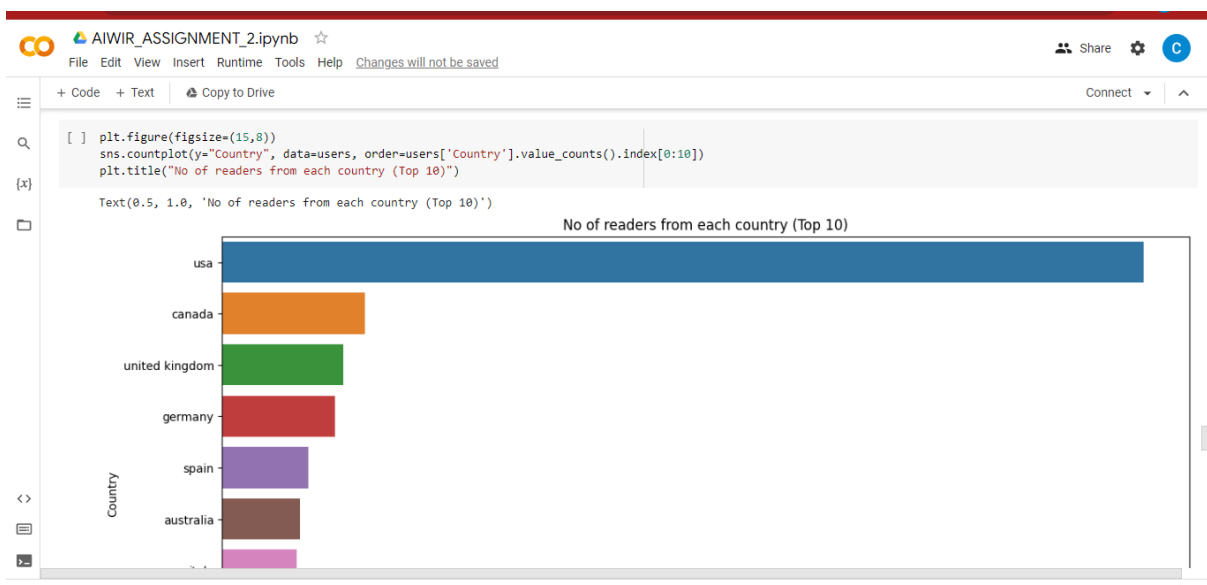 AIWIR_ASSIGNMENT_2.ipynb
Share
C
File Edit View Insert Runtime Tools Help Changes will not be saved
+ Code + Text Copy to Drive
Connect
[ ] plt.figure(figsize=(15,8))
sns.countplot(y="Country", data=users, order=users['Country'].value_counts().index[0:10])
plt.title("No of readers from each country (Top 10)")
{x}
Text(0.5, 1.0, 'No of readers from each country (Top 10)')
No of readers from each country (Top 10)
usa
canada
united kingdom
germany
spain
Country
australia